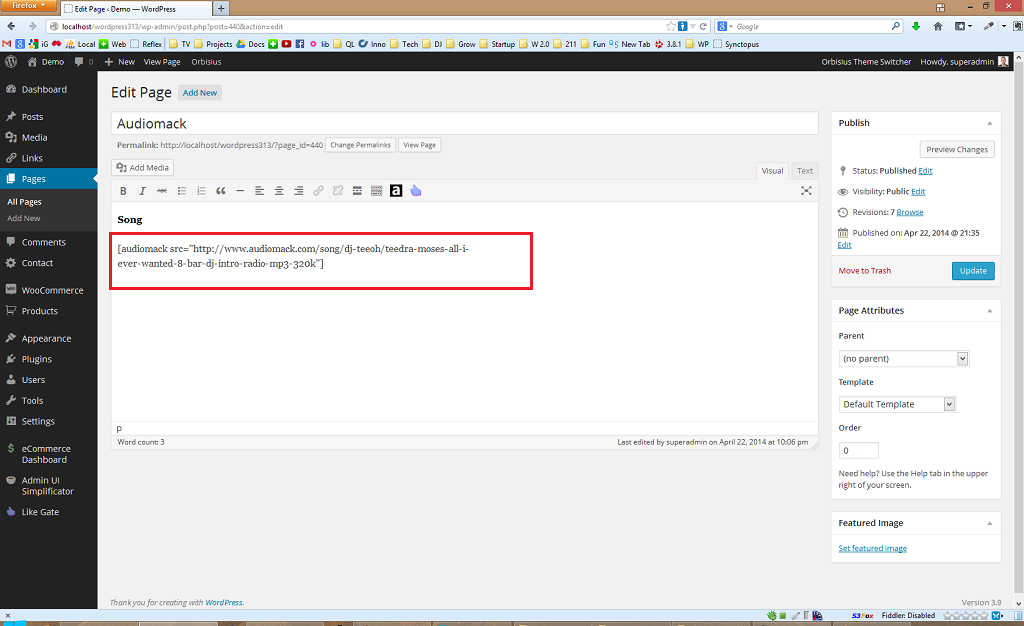 Firefox
Edit Page ‹ Demo — WordPress
localhost/wordpress313/wp-admin/post.php?post=440&action=edit
Google
iG
Local
Web
Reflex
TV
Projects
Docs
lib
QL
Inno
Tech
DJ
Grow
Startup
W 2.0
211
Fun
New Tab
3.8.1
WP
Synctopus
Demo
0
+ New
View Page
Orbisius
Orbisius Theme Switcher
Howdy, superadmin
Dashboard
Posts
Media
Links
Pages
All Pages
Add New
Comments
Contact
WooCommerce
Products
Appearance
Plugins
Users
Tools
Settings
eCommerce
Dashboard
Admin UI
Simplificator
Like Gate
Edit Page
Add New
Audiomack
Permalink: http://localhost/wordpress313/?page_id=440
Change Permalinks
View Page
Add Media
Visual
Text
B
I
ABC
a
Song
[audiomack src="http://www.audiomack.com/song/dj-teeoh/teedra-moses-all-i-
ever-wanted-8-bar-dj-intro-radio-mp3-320k"]
p
Word count: 3
Last edited by superadmin on April 22, 2014 at 10:06 pm
Publish
Preview Changes
Status: Published Edit
Visibility: Public Edit
Revisions: 7 Browse
Published on: Apr 22, 2014 @ 21:35
Edit
Move to Trash
Update
Page Attributes
Parent
(no parent)
Template
Default Template
Order
0
Need help? Use the Help tab in the upper
right of your screen.
Featured Image
Set featured image
Thank you for creating with WordPress.
Version 3.9
S3Fox
Fiddler: Disabled